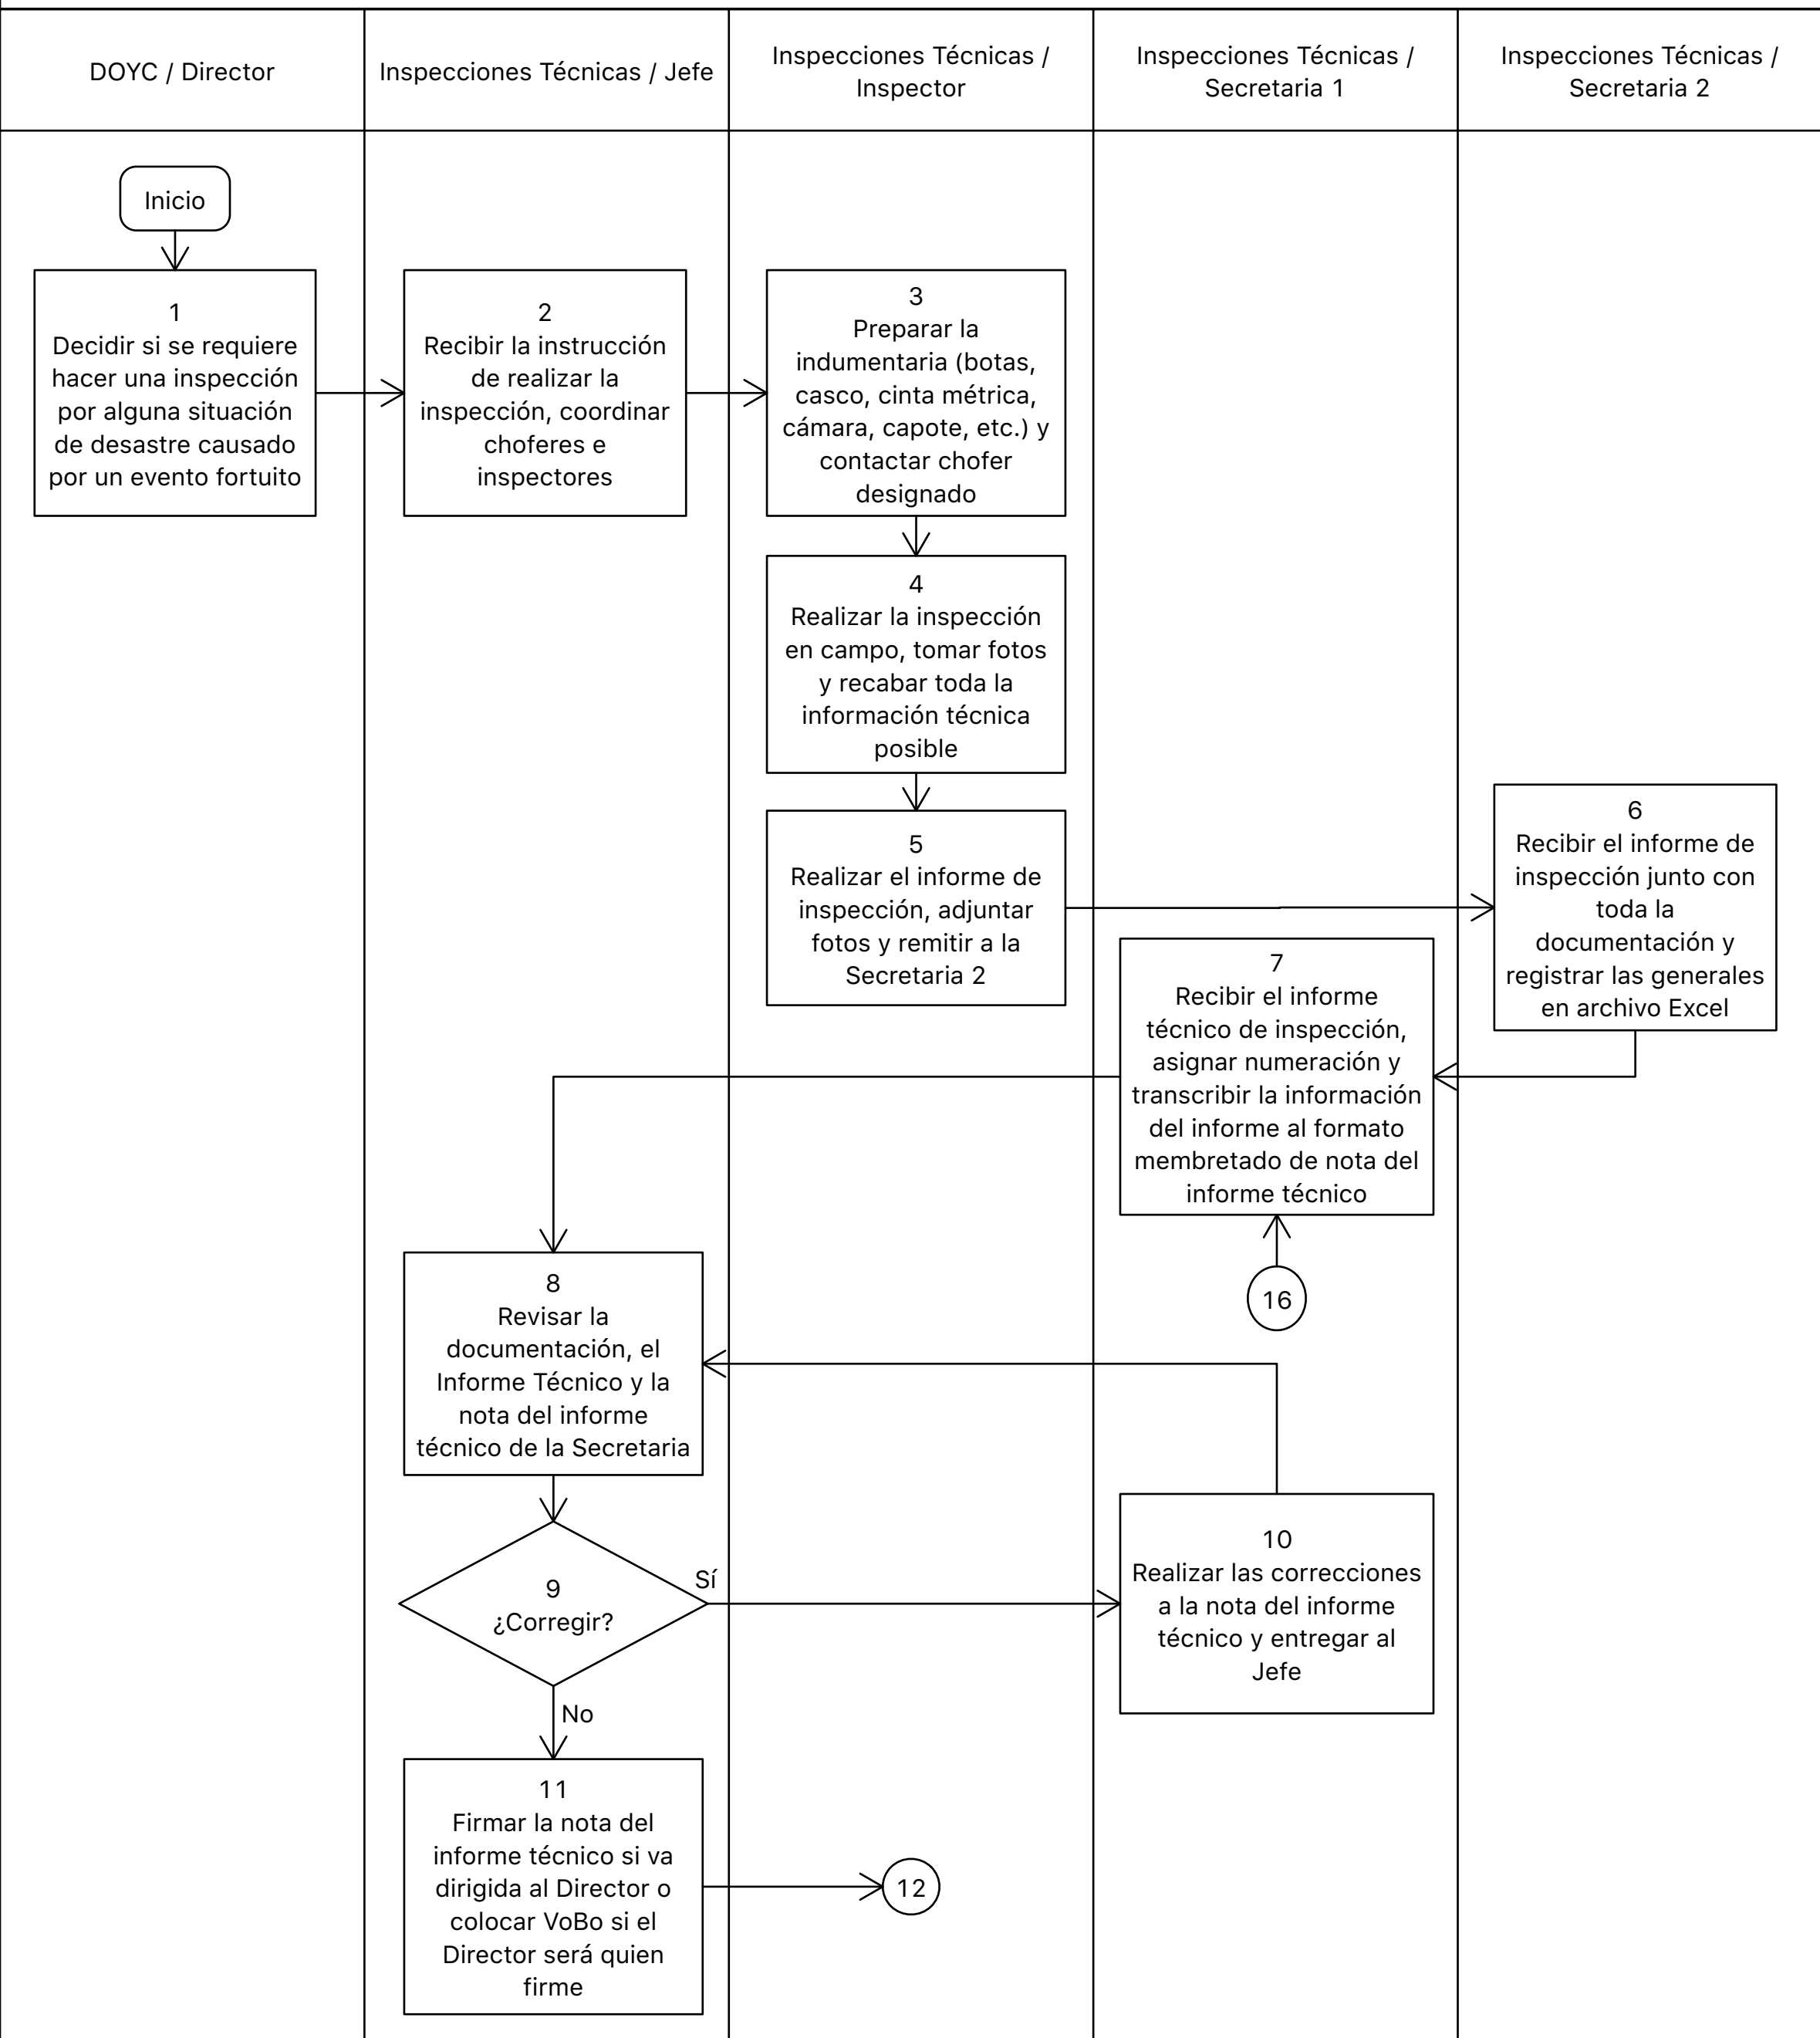 DOYC / Director
Inspecciones Técnicas / Jefe
Inspecciones Técnicas /
Inspector
Inspecciones Técnicas /
Secretaria 1
Inspecciones Técnicas /
Secretaria 2
Inicio
1
Decidir si se requiere
hacer una inspección
por alguna situación
de desastre causado
por un evento fortuito
2
Recibir la instrucción
de realizar la
inspección, coordinar
choferes e
inspectores
3
Preparar la
indumentaria (botas,
casco, cinta métrica,
cámara, capote, etc.) y
contactar chofer
designado
4
Realizar la inspección
en campo, tomar fotos
y recabar toda la
información técnica
posible
5
Realizar el informe de
inspección, adjuntar
fotos y remitir a la
Secretaria 2
6
Recibir el informe de
inspección junto con
toda la
documentación y
registrar las generales
en archivo Excel
7
Recibir el informe
técnico de inspección,
asignar numeración y
transcribir la información
del informe al formato
membretado de nota del
informe técnico
16
8
Revisar la
documentación, el
Informe Técnico y la
nota del informe
técnico de la Secretaria
9
¿Corregir?
Sí
No
10
Realizar las correcciones
a la nota del informe
técnico y entregar al
Jefe
11
Firmar la nota del
informe técnico si va
dirigida al Director o
colocar VoBo si el
Director será quien
firme
12